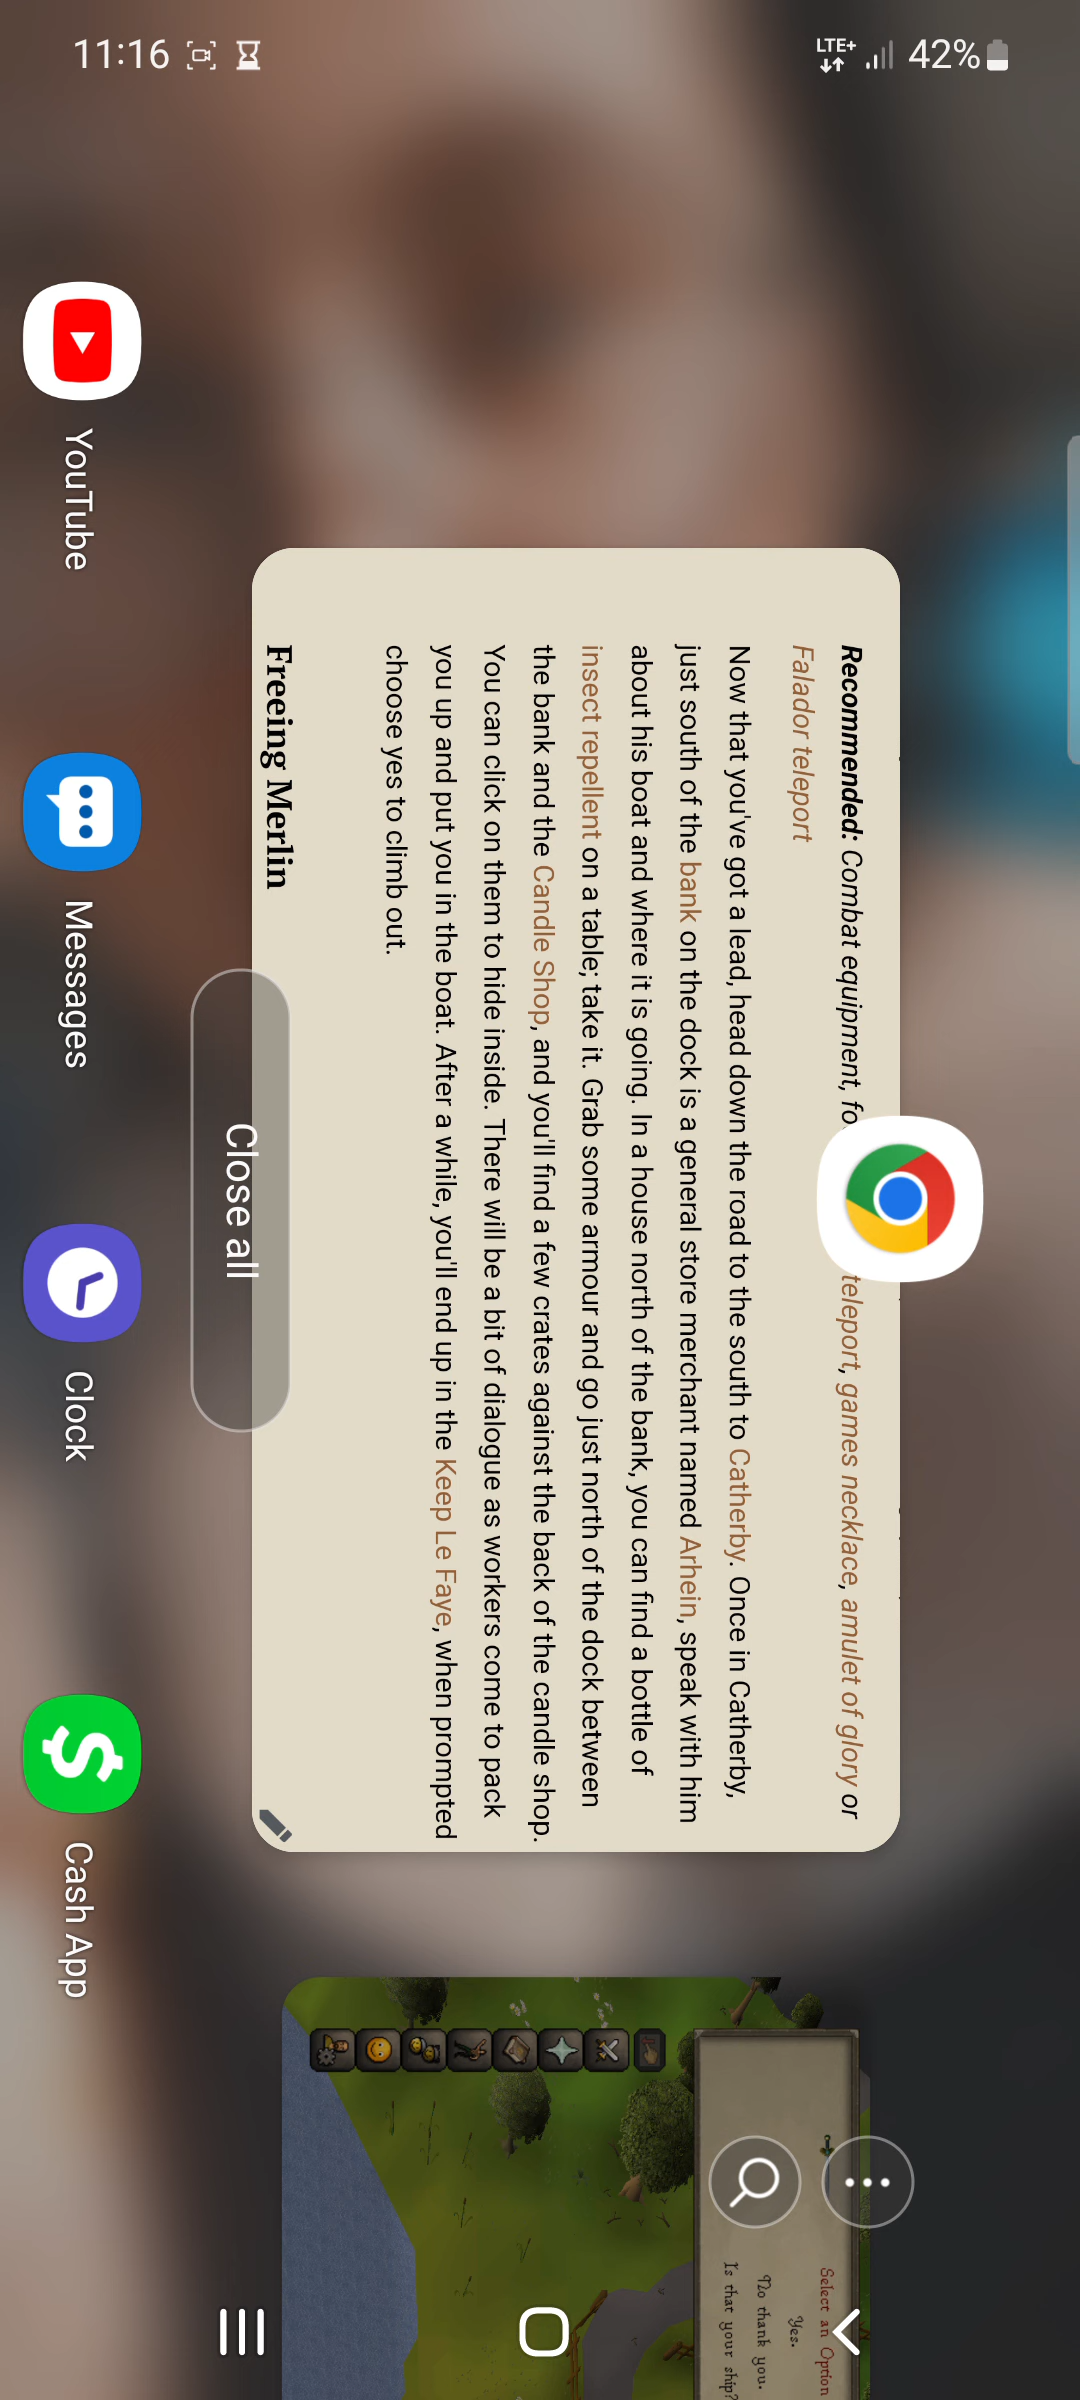 11:16
LTE+
42%
Recommended: Combat equipment, fo
teleport, games necklace, amulet of glory or
Falador teleport
Now that you've got a lead, head down the road to the south to Catherby. Once in Catherby,
just south of the bank on the dock is a general store merchant named Arhein, speak with him
about his boat and where it is going. In a house north of the bank, you can find a bottle of
insect repellent on a table; take it. Grab some armour and go just north of the dock between
the bank and the Candle Shop, and you'll find a few crates against the back of the candle shop.
You can click on them to hide inside. There will be a bit of dialogue as workers come to pack
you up and put you in the boat. After a while, you'll end up in the Keep Le Faye, when prompted
choose yes to climb out.
Freeing Merlin
Select an Option
Yes.
No thank you.
Is that your ship?
Close all
YouTube
Messages
Clock
Cash App